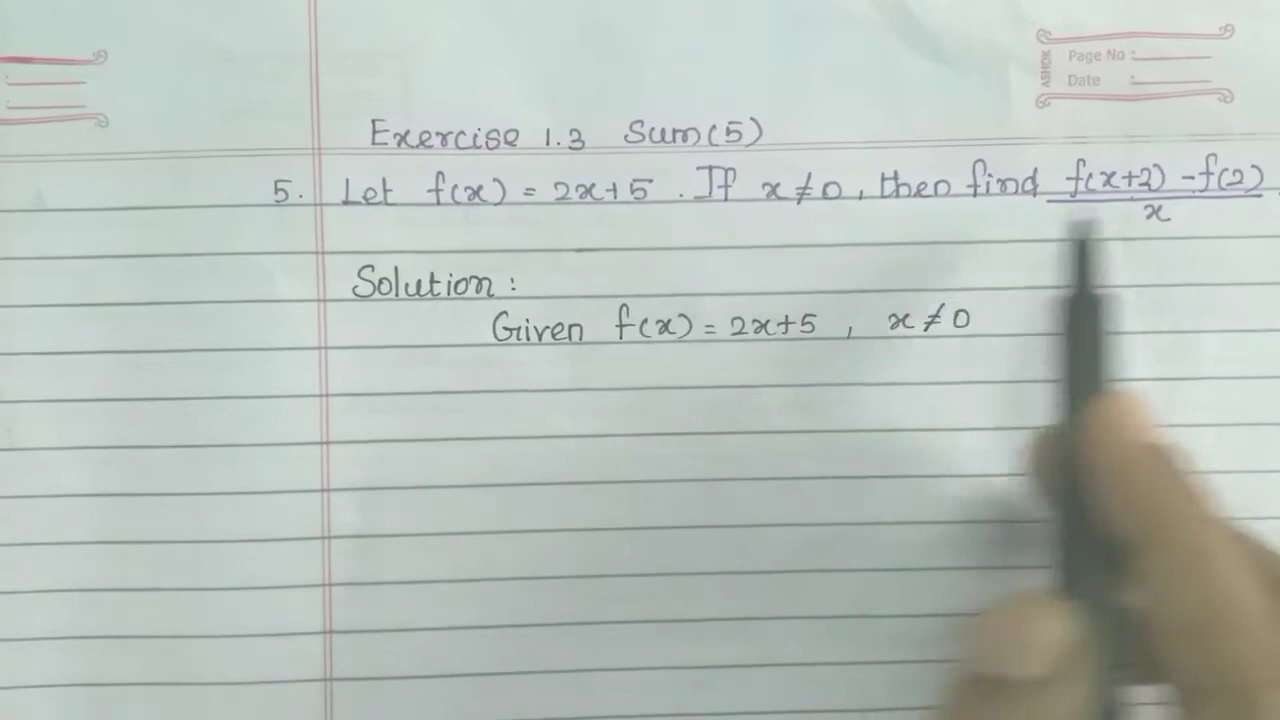 ASHOK
Page No :
Date :
Exercise 1.3 Sum(5)
5. Let f(x) = 2x+5 . If x≠0, then find f(x+2) -f(2)
x
Solution :
Given f(x) = 2x+5 , x≠0